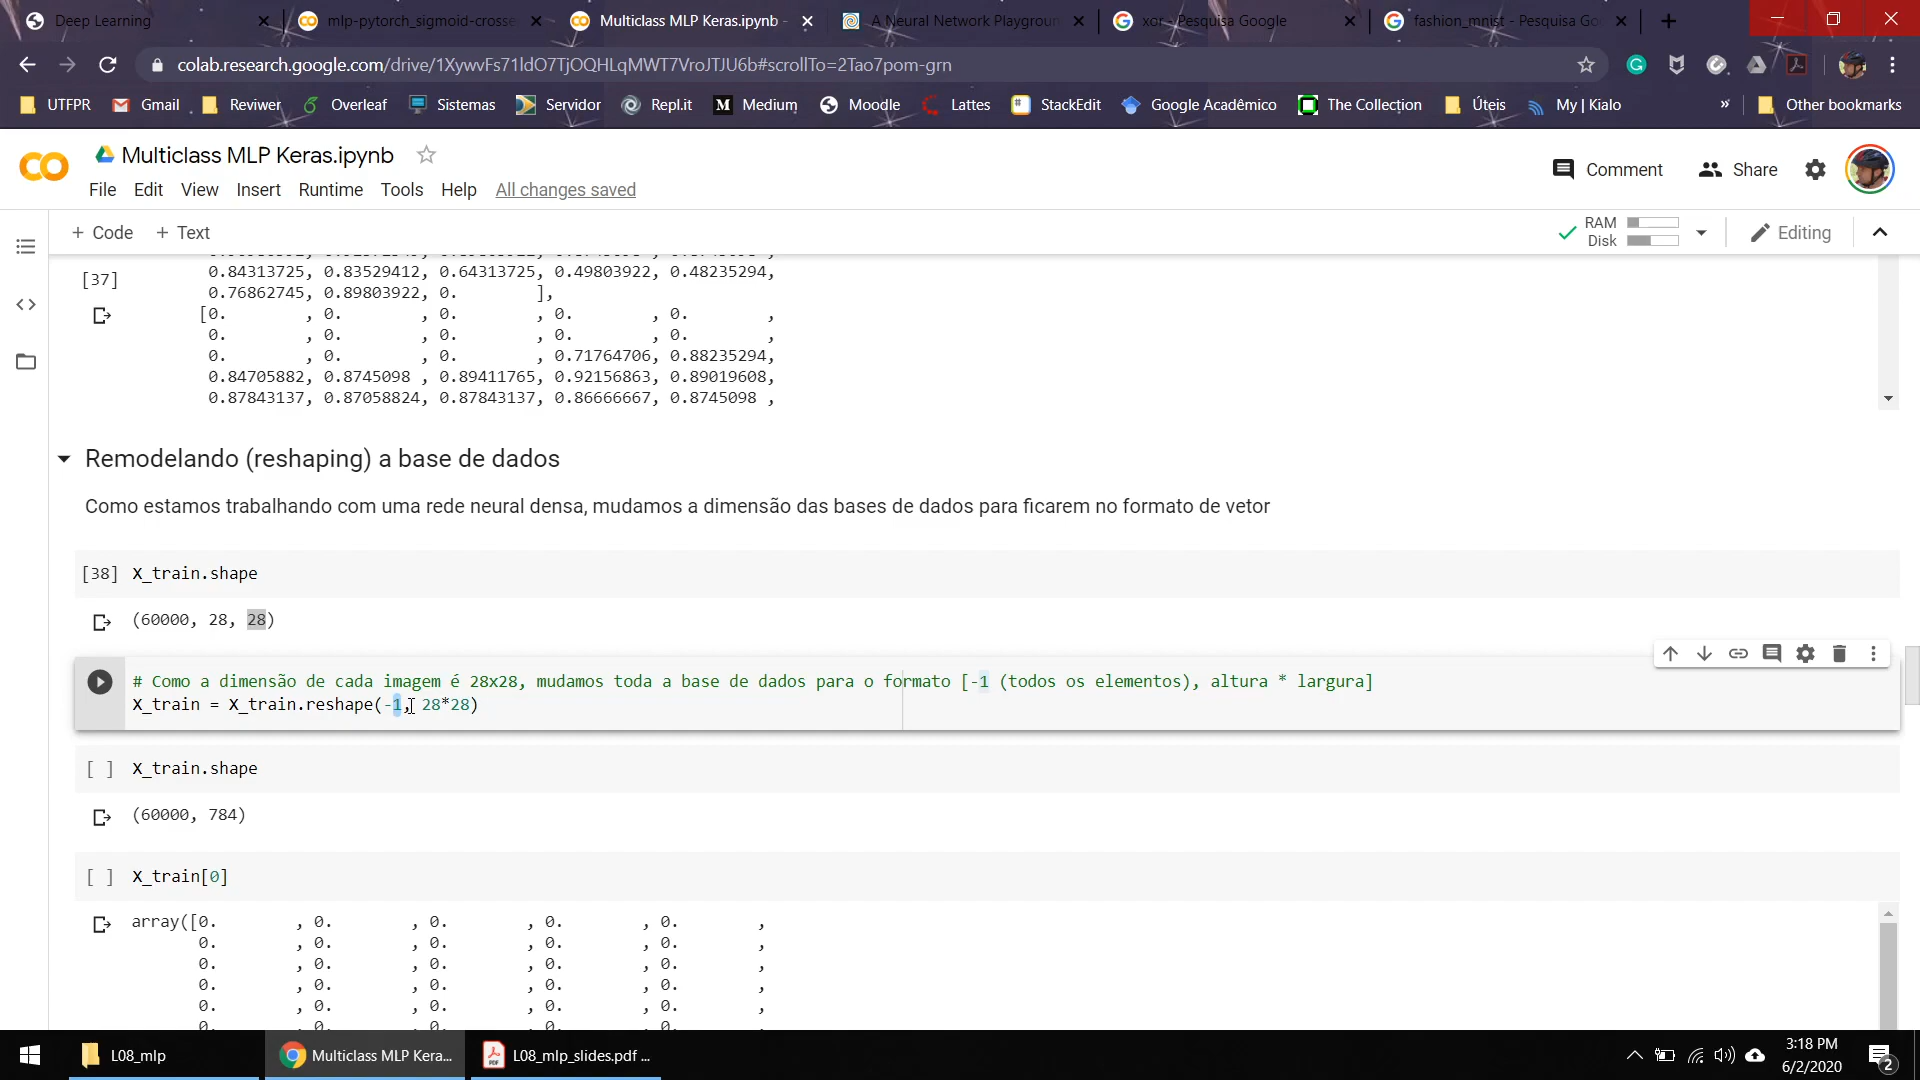 Deep Learning
mlp-pytorch_sigmoid-crosse
Multiclass MLP Keras.ipynb -
A Neural Network Playgroun
xor - Pesquisa Google
fashion_mnist - Pesquisa Go
colab.research.google.com/drive/1XywvFs71ldO7TjOQHLqMWT7VroJTJU6b#scrollTo=2Tao7pom-grn
UTFPR Gmail Reviwer Overleaf Sistemas Servidor Repl.it Medium Moodle Lattes StackEdit Google Acadêmico The Collection Úteis My | Kialo » Other bookmarks
Multiclass MLP Keras.ipynb
Comment Share
File Edit View Insert Runtime Tools Help All changes saved
+ Code + Text
RAM
Disk
Editing
[37]
0.84313725, 0.83529412, 0.64313725, 0.49803922, 0.48235294,
0.76862745, 0.89803922, 0. ],
[0. , 0. , 0. , 0. , 0. ,
0. , 0. , 0. , 0. , 0. ,
0. , 0. , 0. , 0.71764706, 0.88235294,
0.84705882, 0.8745098 , 0.89411765, 0.92156863, 0.89019608,
0.87843137, 0.87058824, 0.87843137, 0.86666667, 0.8745098 ,
Remodelando (reshaping) a base de dados
Como estamos trabalhando com uma rede neural densa, mudamos a dimensão das bases de dados para ficarem no formato de vetor
[38] X_train.shape
(60000, 28, 28)
# Como a dimensão de cada imagem é 28x28, mudamos toda a base de dados para o formato [-1 (todos os elementos), altura * largura]
X_train = X_train.reshape(-1, 28*28)
[ ] X_train.shape
(60000, 784)
[ ] X_train[0]
array([0. , 0. , 0. , 0. , 0. ,
0. , 0. , 0. , 0. , 0. ,
0. , 0. , 0. , 0. , 0. ,
0. , 0. , 0. , 0. , 0. ,
0. , 0. , 0. , 0. , 0. ,
0. , 0. , 0. , 0. , 0. ,
L08_mlp
Multiclass MLP Kera...
L08_mlp_slides.pdf ...
3:18 PM
6/2/2020
2